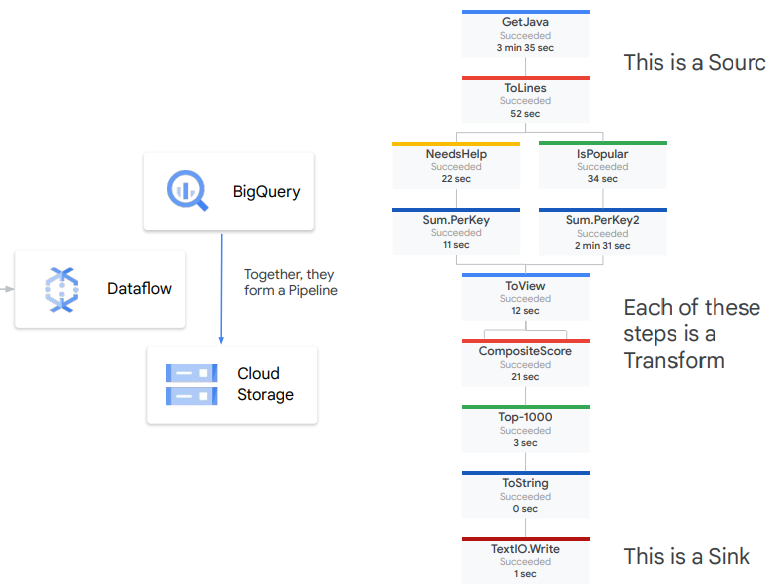 GetJava
Succeeded
3 min 35 sec
This is a Sourc
ToLines
Succeeded
52 sec
NeedsHelp
Succeeded
22 sec
IsPopular
Succeeded
34 sec
BigQuery
Sum.PerKey
Succeeded
11 sec
Sum.PerKey2
Succeeded
2 min 31 sec
Dataflow
Together, they
form a Pipeline
ToView
Succeeded
12 sec
Each of these
steps is a
Transform
CompositeScore
Succeeded
21 sec
Cloud
Storage
Top-1000
Succeeded
3 sec
ToString
Succeeded
0 sec
TextIO.Write
Succeeded
1 sec
This is a Sink